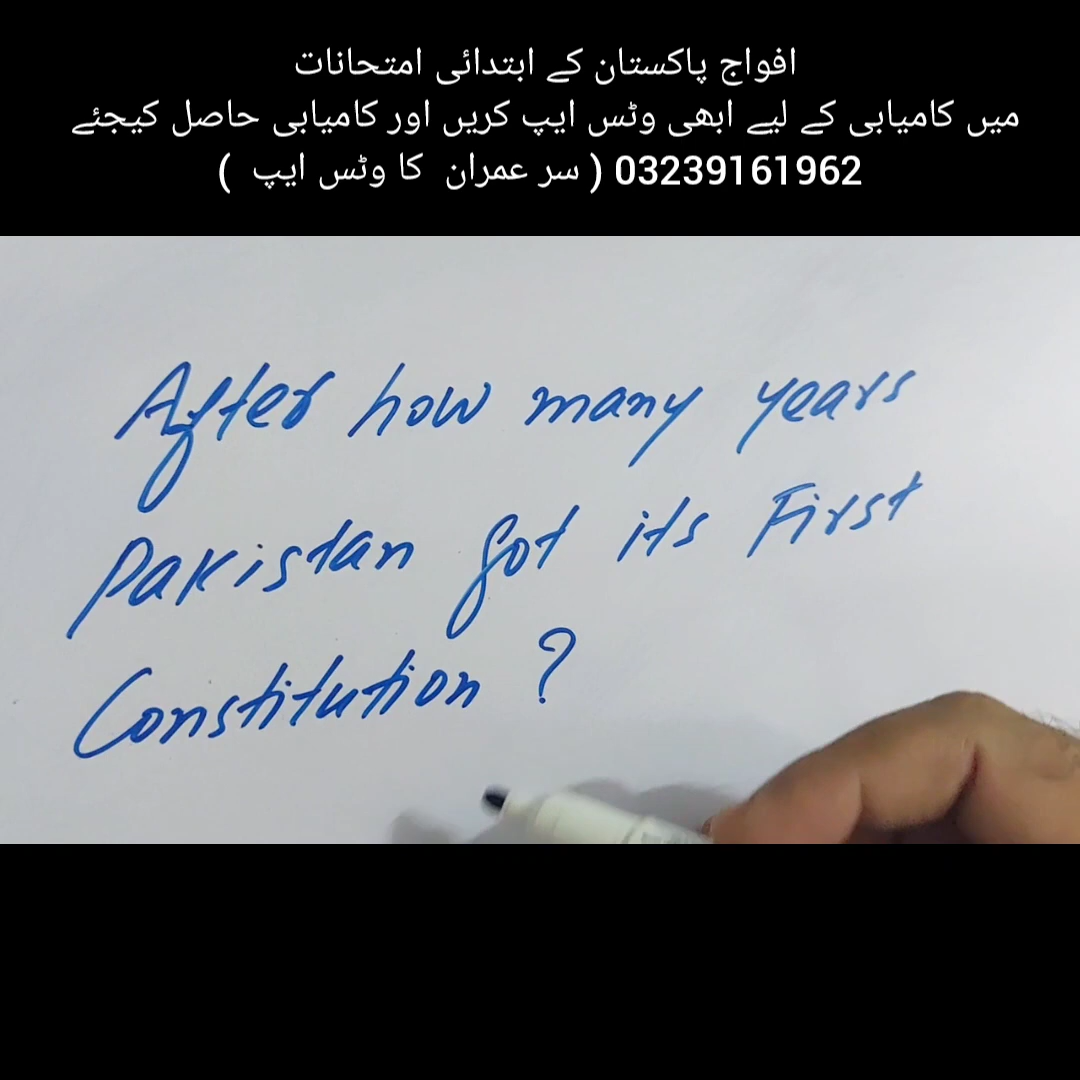 افواج پاکستان کے ابتدائی امتحانات
میں کامیابی کے لیے ابھی وٹس ایپ کریں اور کامیابی حاصل کیجئے
03239161962 ( سر عمران کا وٹس ایپ )
After how many years
Pakistan got its First
Constitution ?